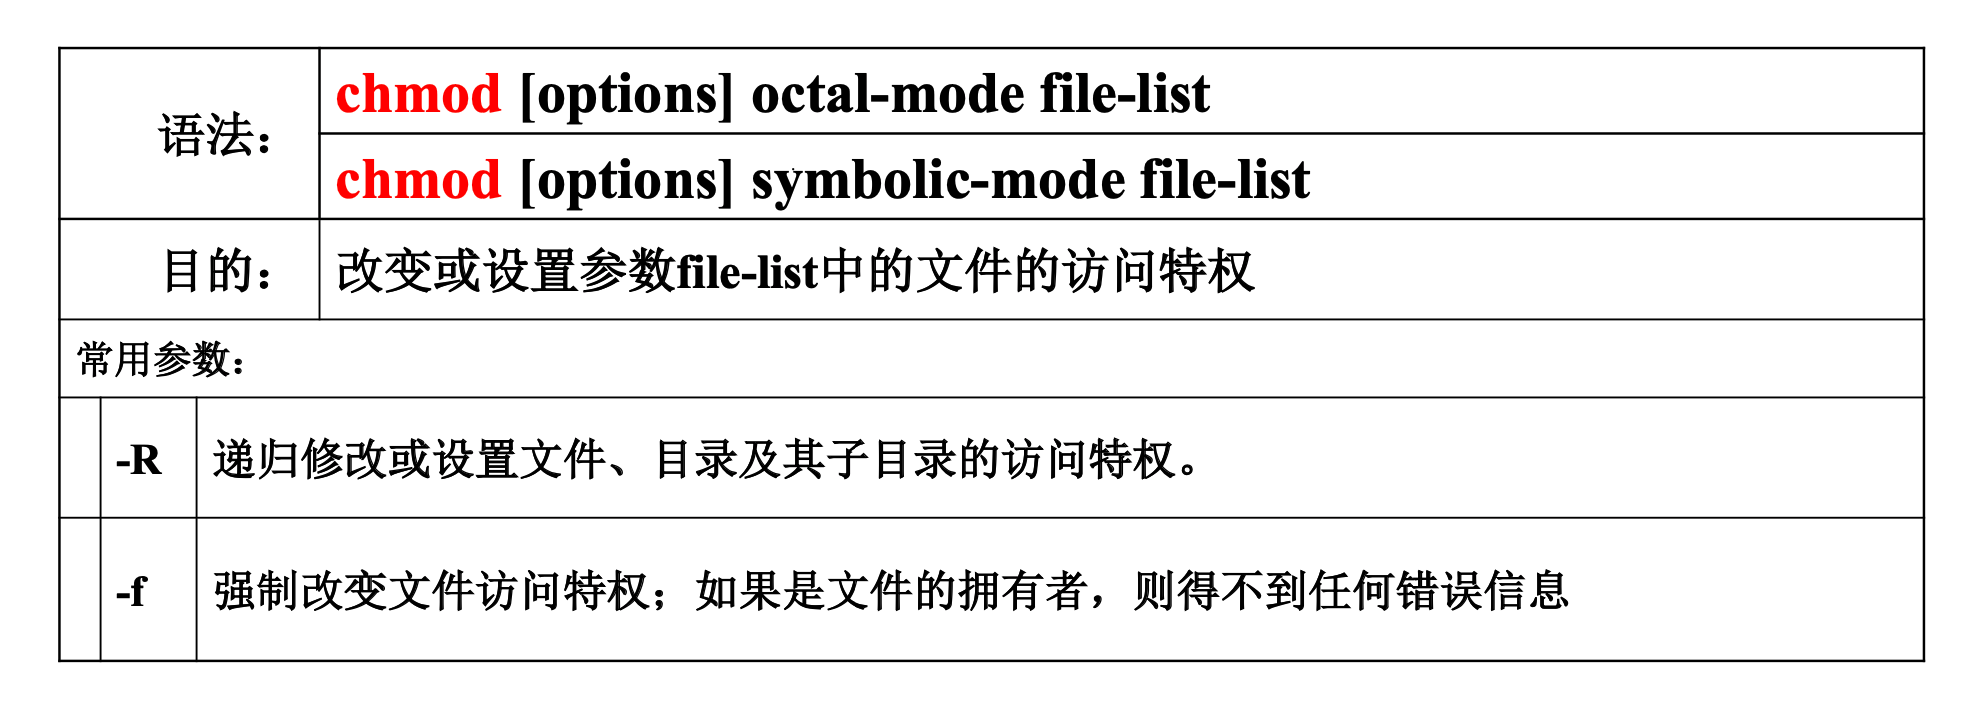 语法：
chmod [options] octal-mode file-list
chmod [options] symbolic-mode file-list
目的：
改变或设置参数file-list中的文件的访问特权
常用参数：
-R
递归修改或设置文件、目录及其子目录的访问特权。
-f
强制改变文件访问特权；如果是文件的拥有者，则得不到任何错误信息